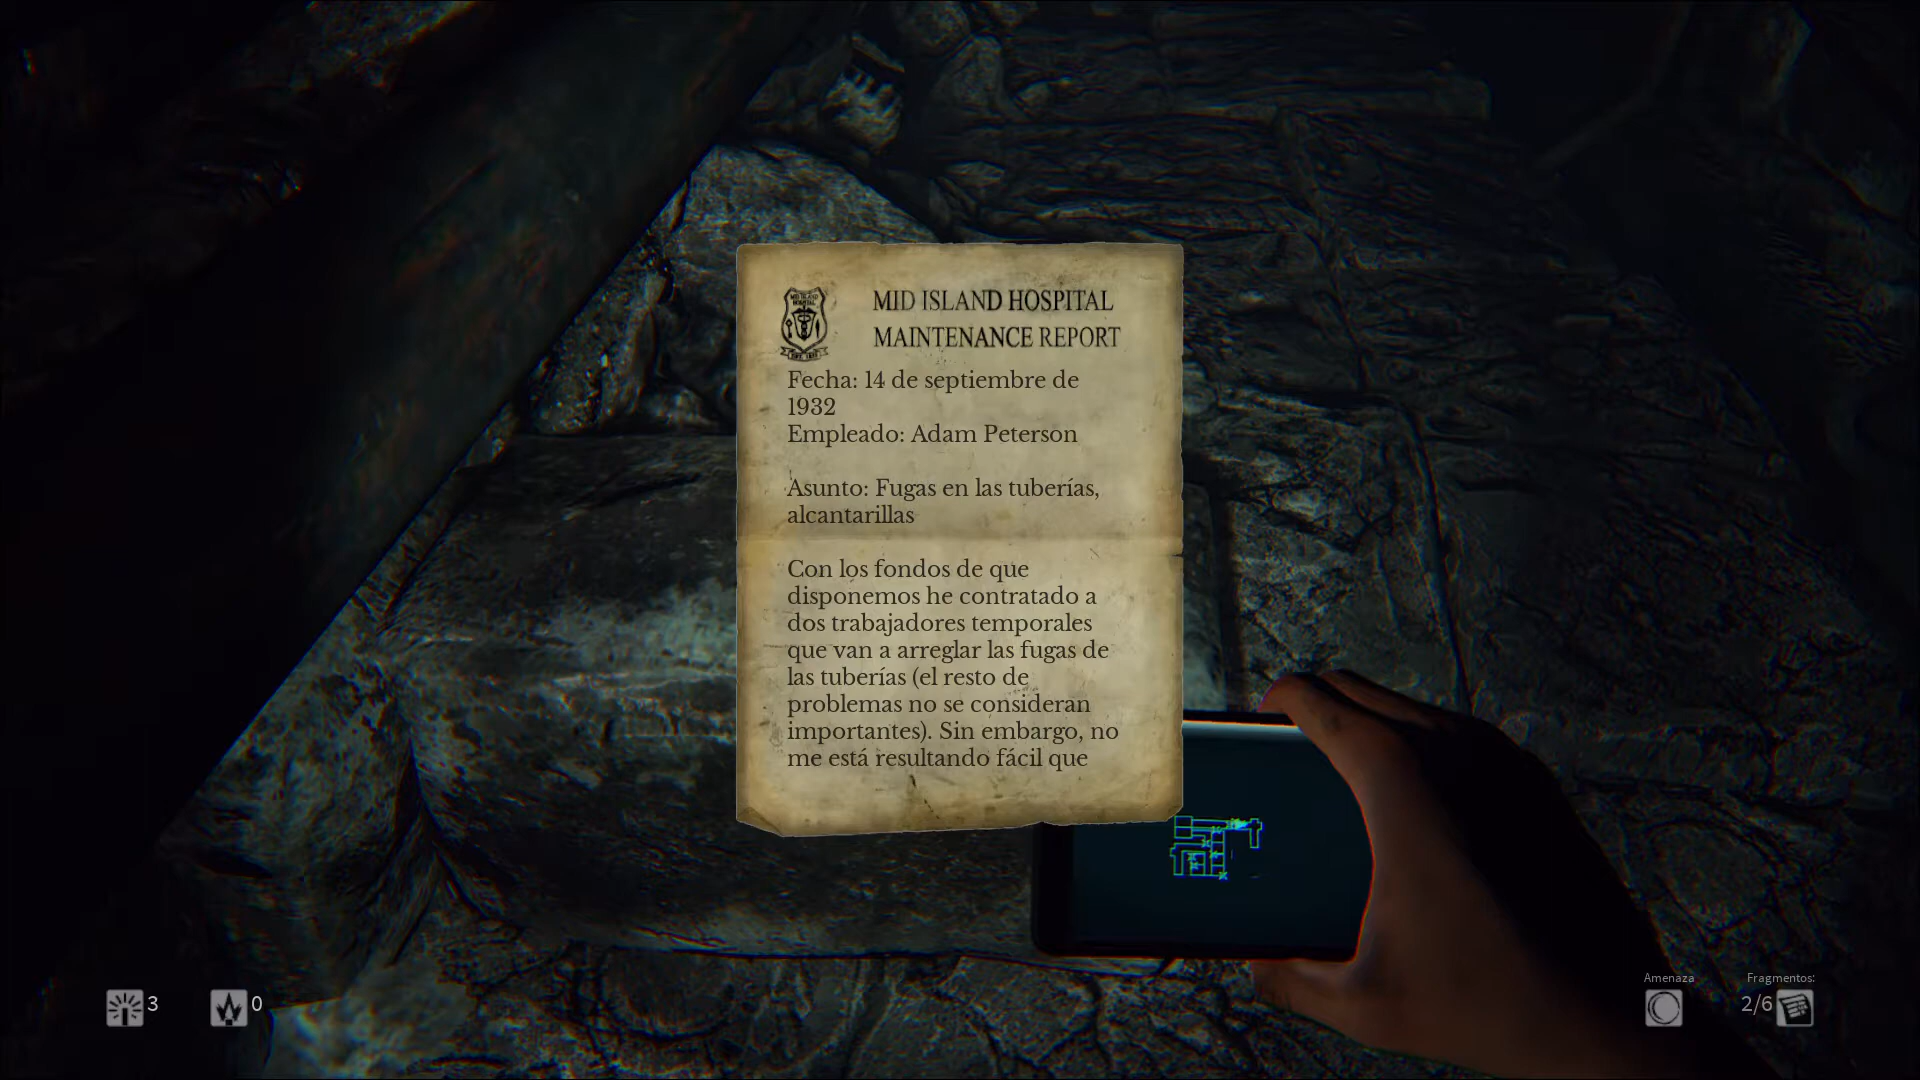 MID ISLAND HOSPITAL
MAINTENANCE REPORT
Fecha: 14 de septiembre de
1932
Empleado: Adam Peterson
Asunto: Fugas en las tuberías,
alcantarillas
Con los fondos de que
disponemos he contratado a
dos trabajadores temporales
que van a arreglar las fugas de
las tuberías (el resto de
problemas no se consideran
importantes). Sin embargo, no
me está resultando fácil que
3
0
Amenaza
Fragmentos:
2/6